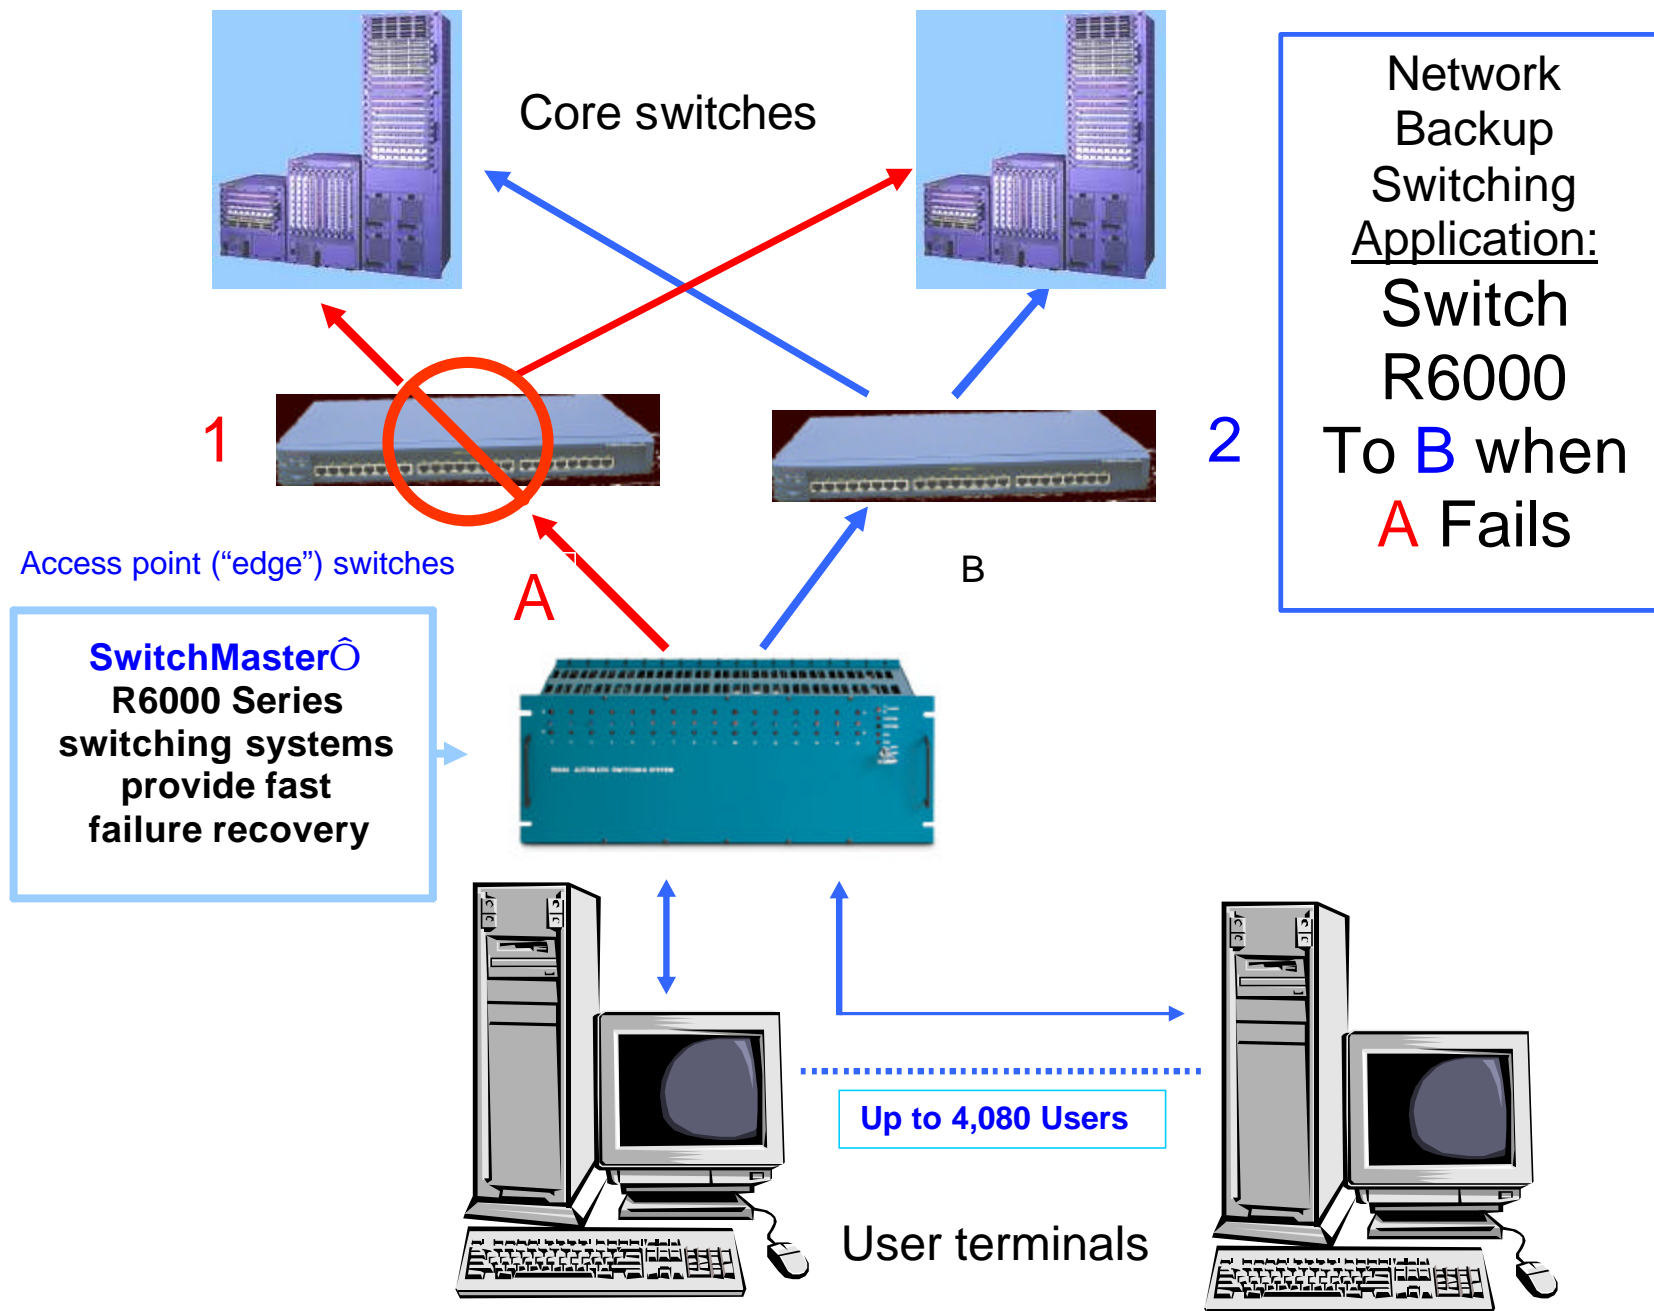 Core switches
Network
Backup
Switching
Application:
Switch
R6000
To B when
A Fails
1
2
Access point (“edge”) switches
A
B
SwitchMasterÔ
R6000 Series
switching systems
provide fast
failure recovery
Up to 4,080 Users
User terminals